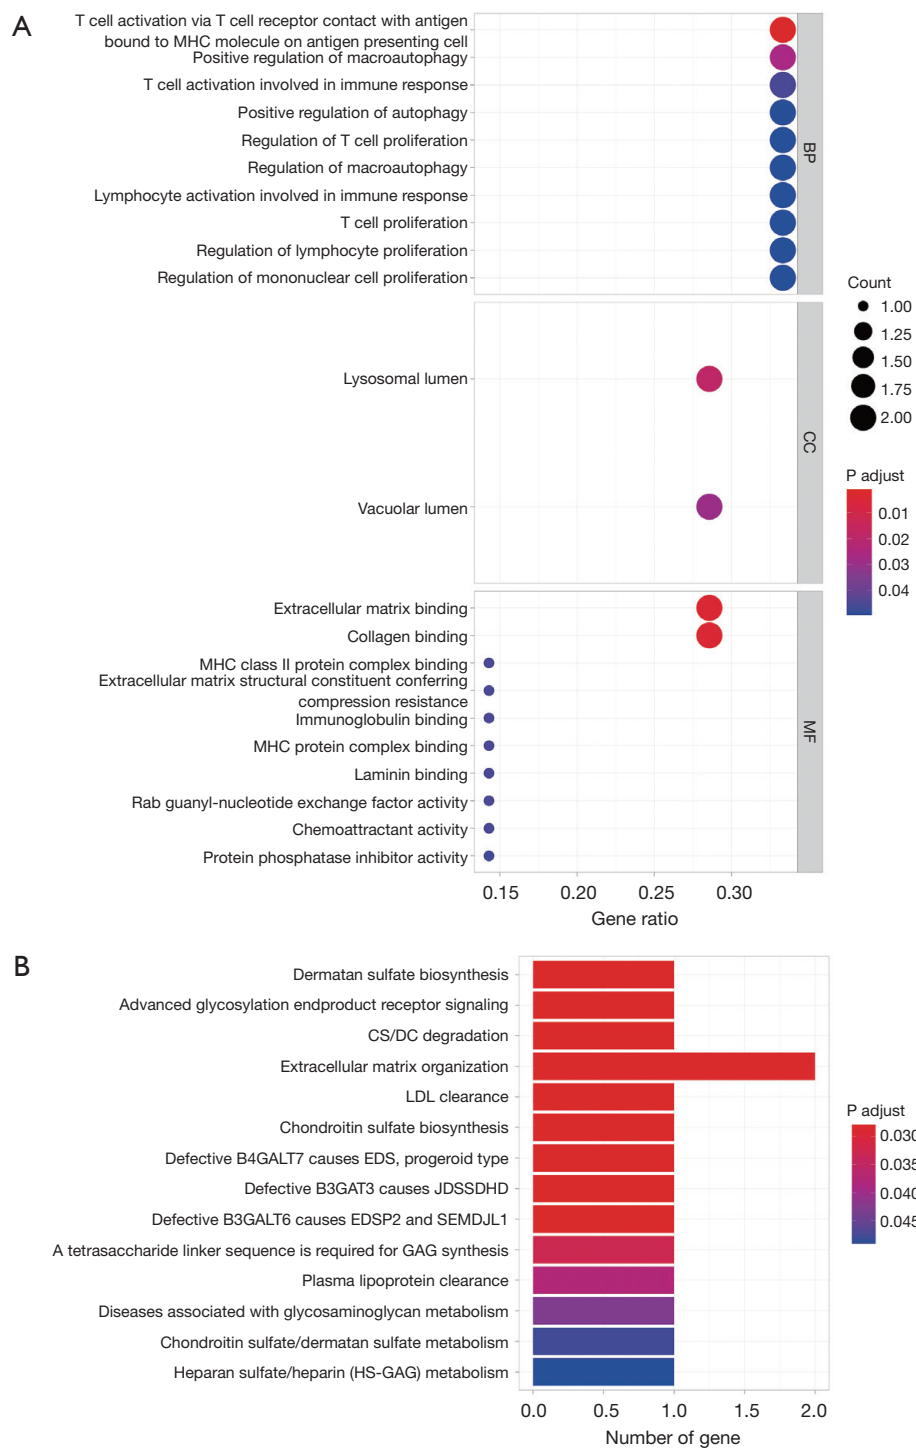 A
T cell activation via T cell receptor contact with antigen
bound to MHC molecule on antigen presenting cell
Positive regulation of macroautophagy
T cell activation involved in immune response
Positive regulation of autophagy
Regulation of T cell proliferation
Regulation of macroautophagy
Lymphocyte activation involved in immune response
T cell proliferation
Regulation of lymphocyte proliferation
Regulation of mononuclear cell proliferation
BP
Lysosomal lumen
Vacuolar lumen
CC
Extracellular matrix binding
Collagen binding
MHC class II protein complex binding
Extracellular matrix structural constituent conferring
compression resistance
Immunoglobulin binding
MHC protein complex binding
Laminin binding
Rab guanyl-nucleotide exchange factor activity
Chemoattractant activity
Protein phosphatase inhibitor activity
MF
0.15 0.20 0.25 0.30
Gene ratio
Count
1.00
1.25
1.50
1.75
2.00
P adjust
0.01
0.02
0.03
0.04
B
Dermatan sulfate biosynthesis
Advanced glycosylation endproduct receptor signaling
CS/DC degradation
Extracellular matrix organization
LDL clearance
Chondroitin sulfate biosynthesis
Defective B4GALT7 causes EDS, progeroid type
Defective B3GAT3 causes JDSSDHD
Defective B3GALT6 causes EDSP2 and SEMDJL1
A tetrasaccharide linker sequence is required for GAG synthesis
Plasma lipoprotein clearance
Diseases associated with glycosaminoglycan metabolism
Chondroitin sulfate/dermatan sulfate metabolism
Heparan sulfate/heparin (HS-GAG) metabolism
0.0 0.5 1.0 1.5 2.0
Number of gene
P adjust
0.030
0.035
0.040
0.045